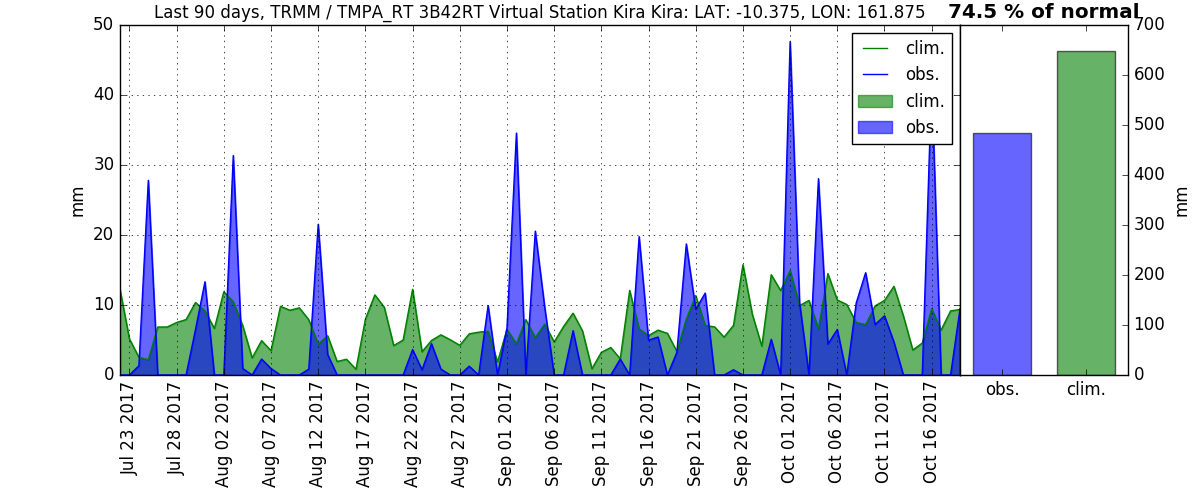 Last 90 days, TRMM / TMPA_RT 3B42RT Virtual Station Kira Kira: LAT: -10.375, LON: 161.875
74.5 % of normal
50
40
30
20
10
0
mm
clim.
obs.
clim.
obs.
700
600
500
400
300
200
100
0
mm
Jul 23 2017
Jul 28 2017
Aug 02 2017
Aug 07 2017
Aug 12 2017
Aug 17 2017
Aug 22 2017
Aug 27 2017
Sep 01 2017
Sep 06 2017
Sep 11 2017
Sep 16 2017
Sep 21 2017
Sep 26 2017
Oct 01 2017
Oct 06 2017
Oct 11 2017
Oct 16 2017
obs.
clim.